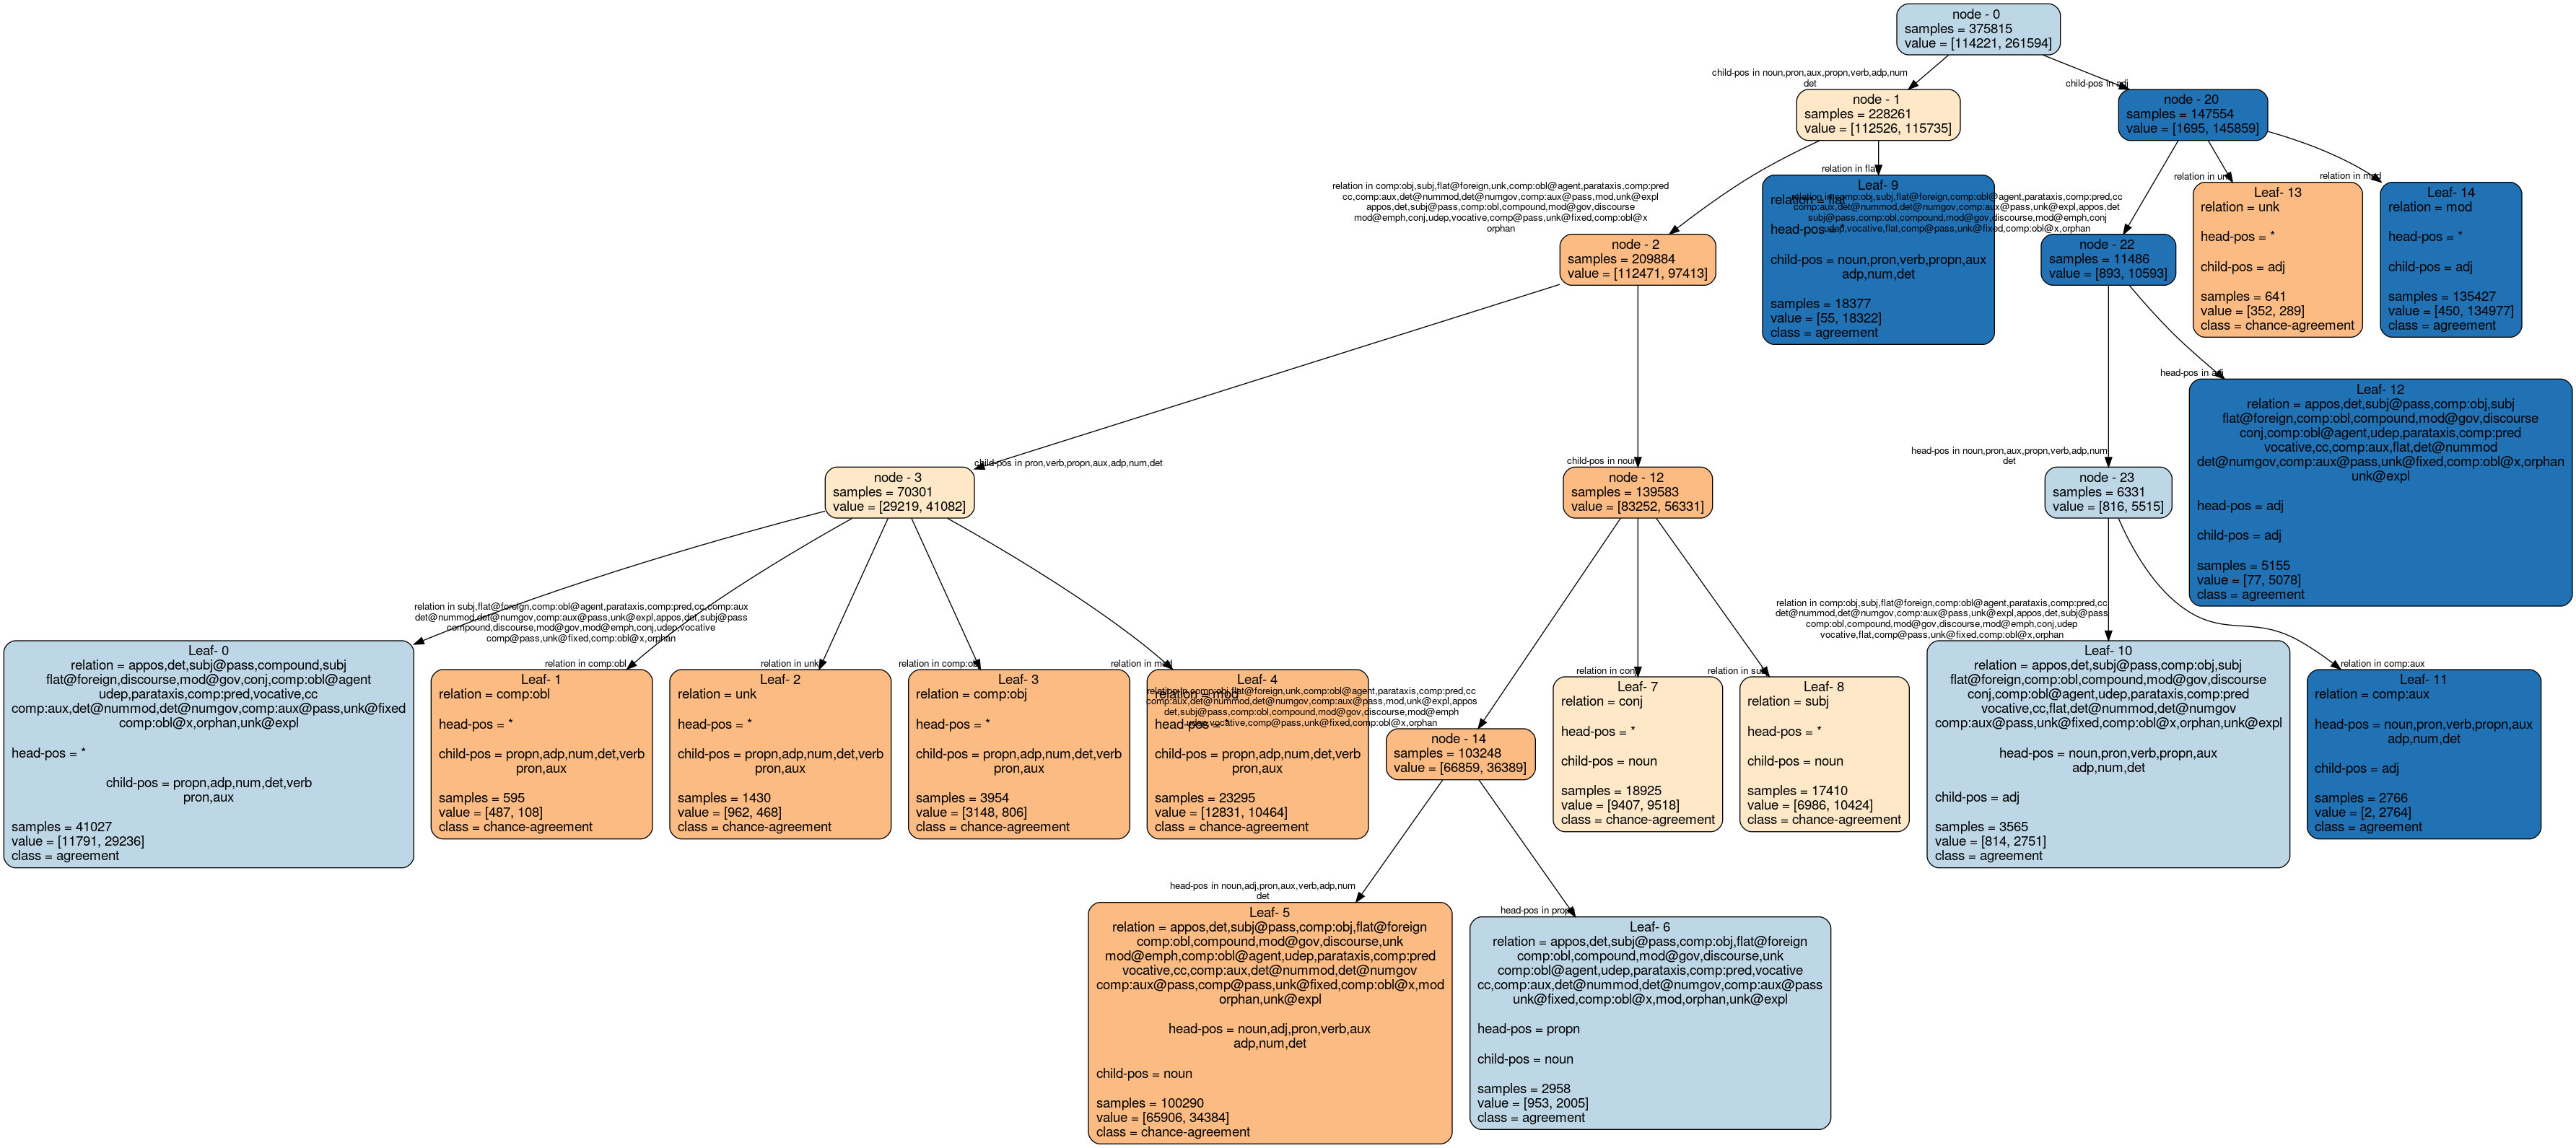 node - 0
samples = 375815
value = [114221, 261594]
child-pos in noun,pron,aux,propn,verb,adp,num
det
child-pos in adj
node - 1
samples = 228261
value = [112526, 115735]
node - 20
samples = 147554
value = [1695, 145859]
relation in comp:obj,subj,flat@foreign,unk,comp:obl@agent,parataxis,comp:pred
cc,comp:aux,det@nummod,det@numgov,comp:aux@pass,mod,unk@expl
appos,det,subj@pass,comp:obl,compound,mod@gov,discourse
mod@emph,conj,udep,vocative,comp@pass,unk@fixed,comp:obl@x
orphan
relation in flat
relation in comp:obj,subj,flat@foreign,comp:obl@agent,parataxis,comp:pred,cc
comp:aux,det@nummod,det@numgov,comp:aux@pass,unk@expl,appos,det
subj@pass,comp:obl,compound,mod@gov,discourse,mod@emph,conj
udep,vocative,flat,comp@pass,unk@fixed,comp:obl@x,orphan
relation in unk
relation in mod
node - 2
samples = 209884
value = [112471, 97413]
Leaf- 9
relation = flat
head-pos = *
child-pos = noun,pron,verb,propn,aux
adp,num,det
samples = 18377
value = [55, 18322]
class = agreement
node - 22
samples = 11486
value = [893, 10593]
Leaf- 13
relation = unk
head-pos = *
child-pos = adj
samples = 641
value = [352, 289]
class = chance-agreement
Leaf- 14
relation = mod
head-pos = *
child-pos = adj
samples = 135427
value = [450, 134977]
class = agreement
child-pos in pron,verb,propn,aux,adp,num,det
child-pos in noun
head-pos in noun,pron,aux,propn,verb,adp,num
det
head-pos in adj
node - 3
samples = 70301
value = [29219, 41082]
node - 12
samples = 139583
value = [83252, 56331]
node - 23
samples = 6331
value = [816, 5515]
Leaf- 12
relation = appos,det,subj@pass,comp:obj,subj
flat@foreign,comp:obl,compound,mod@gov,discourse
conj,comp:obl@agent,udep,parataxis,comp:pred
vocative,cc,comp:aux,flat,det@nummod
det@numgov,comp:aux@pass,unk@fixed,comp:obl@x,orphan
unk@expl
head-pos = adj
child-pos = adj
samples = 5155
value = [77, 5078]
class = agreement
relation in subj,flat@foreign,comp:obl@agent,parataxis,comp:pred,cc,comp:aux
det@nummod,det@numgov,comp:aux@pass,unk@expl,appos,det,subj@pass
compound,discourse,mod@gov,mod@emph,conj,udep,vocative
comp@pass,unk@fixed,comp:obl@x,orphan
relation in comp:obl
relation in unk
relation in comp:obj
relation in mod
Leaf- 0
relation = appos,det,subj@pass,compound,subj
flat@foreign,discourse,mod@gov,conj,comp:obl@agent
udep,parataxis,comp:pred,vocative,cc
comp:aux,det@nummod,det@numgov,comp:aux@pass,unk@fixed
comp:obl@x,orphan,unk@expl
head-pos = *
child-pos = propn,adp,num,det,verb
pron,aux
samples = 41027
value = [11791, 29236]
class = agreement
Leaf- 1
relation = comp:obl
head-pos = *
child-pos = propn,adp,num,det,verb
pron,aux
samples = 595
value = [487, 108]
class = chance-agreement
Leaf- 2
relation = unk
head-pos = *
child-pos = propn,adp,num,det,verb
pron,aux
samples = 1430
value = [962, 468]
class = chance-agreement
Leaf- 3
relation = comp:obj
head-pos = *
child-pos = propn,adp,num,det,verb
pron,aux
samples = 3954
value = [3148, 806]
class = chance-agreement
Leaf- 4
relation = mod
head-pos = *
child-pos = propn,adp,num,det,verb
pron,aux
samples = 23295
value = [12831, 10464]
class = chance-agreement
relation in comp:obj,flat@foreign,unk,comp:obl@agent,parataxis,comp:pred,cc
comp:aux,det@nummod,det@numgov,comp:aux@pass,mod,unk@expl,appos
det,subj@pass,comp:obl,compound,mod@gov,discourse,mod@emph
udep,vocative,comp@pass,unk@fixed,comp:obl@x,orphan
relation in conj
relation in subj
node - 14
samples = 103248
value = [66859, 36389]
Leaf- 7
relation = conj
head-pos = *
child-pos = noun
samples = 18925
value = [9407, 9518]
class = chance-agreement
Leaf- 8
relation = subj
head-pos = *
child-pos = noun
samples = 17410
value = [6986, 10424]
class = chance-agreement
relation in comp:obj,subj,flat@foreign,comp:obl@agent,parataxis,comp:pred,cc
det@nummod,det@numgov,comp:aux@pass,unk@expl,appos,det,subj@pass
comp:obl,compound,mod@gov,discourse,mod@emph,conj,udep
vocative,flat,comp@pass,unk@fixed,comp:obl@x,orphan
relation in comp:aux
Leaf- 10
relation = appos,det,subj@pass,comp:obj,subj
flat@foreign,comp:obl,compound,mod@gov,discourse
conj,comp:obl@agent,udep,parataxis,comp:pred
vocative,cc,flat,det@nummod,det@numgov
comp:aux@pass,unk@fixed,comp:obl@x,orphan,unk@expl
head-pos = noun,pron,verb,propn,aux
adp,num,det
child-pos = adj
samples = 3565
value = [814, 2751]
class = agreement
Leaf- 11
relation = comp:aux
head-pos = noun,pron,verb,propn,aux
adp,num,det
child-pos = adj
samples = 2766
value = [2, 2764]
class = agreement
head-pos in noun,adj,pron,aux,verb,adp,num
det
head-pos in propn
Leaf- 5
relation = appos,det,subj@pass,comp:obj,flat@foreign
comp:obl,compound,mod@gov,discourse,unk
mod@emph,comp:obl@agent,udep,parataxis,comp:pred
vocative,cc,comp:aux,det@nummod,det@numgov
comp:aux@pass,comp@pass,unk@fixed,comp:obl@x,mod
orphan,unk@expl
head-pos = noun,adj,pron,verb,aux
adp,num,det
child-pos = noun
samples = 100290
value = [65906, 34384]
class = chance-agreement
Leaf- 6
relation = appos,det,subj@pass,comp:obj,flat@foreign
comp:obl,compound,mod@gov,discourse,unk
comp:obl@agent,udep,parataxis,comp:pred,vocative
cc,comp:aux,det@nummod,det@numgov,comp:aux@pass
unk@fixed,comp:obl@x,mod,orphan,unk@expl
head-pos = propn
child-pos = noun
samples = 2958
value = [953, 2005]
class = agreement